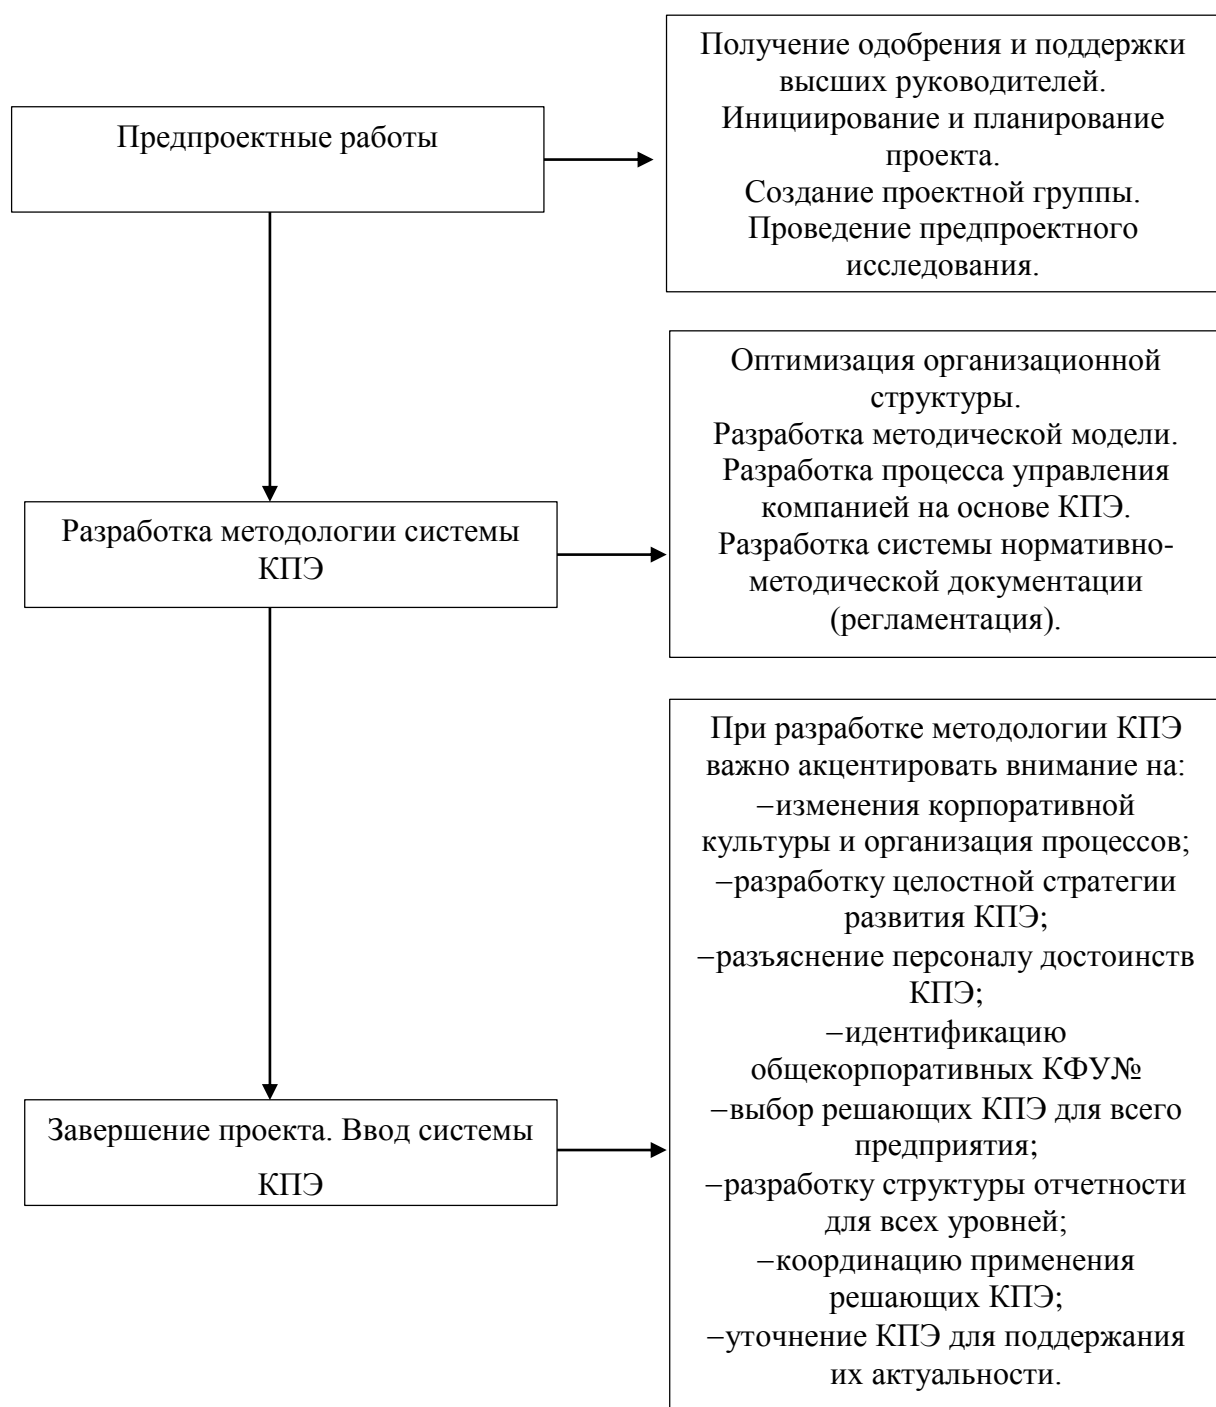 Предпроектные работы
Получение одобрения и поддержки
высших руководителей.
Инициирование и планирование
проекта.
Создание проектной группы.
Проведение предпроектного
исследования.
Разработка методологии системы
КПЭ
Оптимизация организационной
структуры.
Разработка методической модели.
Разработка процесса управления
компанией на основе КПЭ.
Разработка системы нормативно-
методической документации
(регламентация).
Завершение проекта. Ввод системы
КПЭ
При разработке методологии КПЭ
важно акцентировать внимание на:
−изменения корпоративной
культуры и организация процессов;
−разработку целостной стратегии
развития КПЭ;
−разъяснение персоналу достоинств
КПЭ;
−идентификацию
общекорпоративных КФУ№
−выбор решающих КПЭ для всего
предприятия;
−разработку структуры отчетности
для всех уровней;
−координацию применения
решающих КПЭ;
−уточнение КПЭ для поддержания
их актуальности.